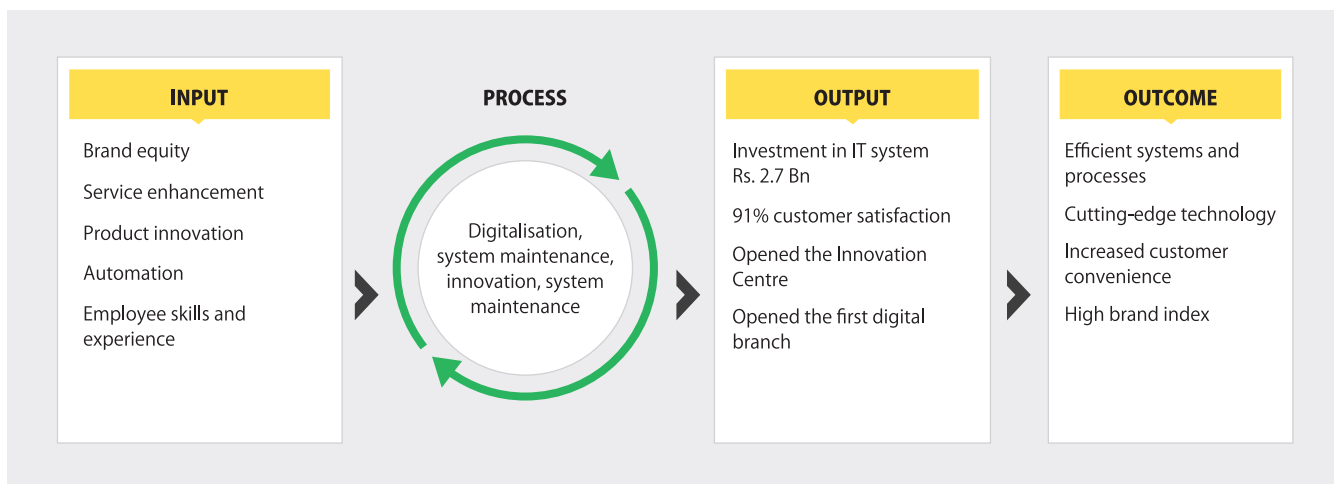 INPUT
Brand equity
Service enhancement
Product innovation
Automation
Employee skills and
experience
PROCESS
Digitalisation,
system maintenance,
innovation, system
maintenance
OUTPUT
Investment in IT system
Rs. 2.7 Bn
91% customer satisfaction
Opened the Innovation
Centre
Opened the first digital
branch
OUTCOME
Efficient systems and
processes
Cutting-edge technology
Increased customer
convenience
High brand index